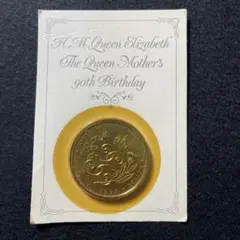 H. M. Queen Elizabeth
The Queen Mother's
90th Birthday